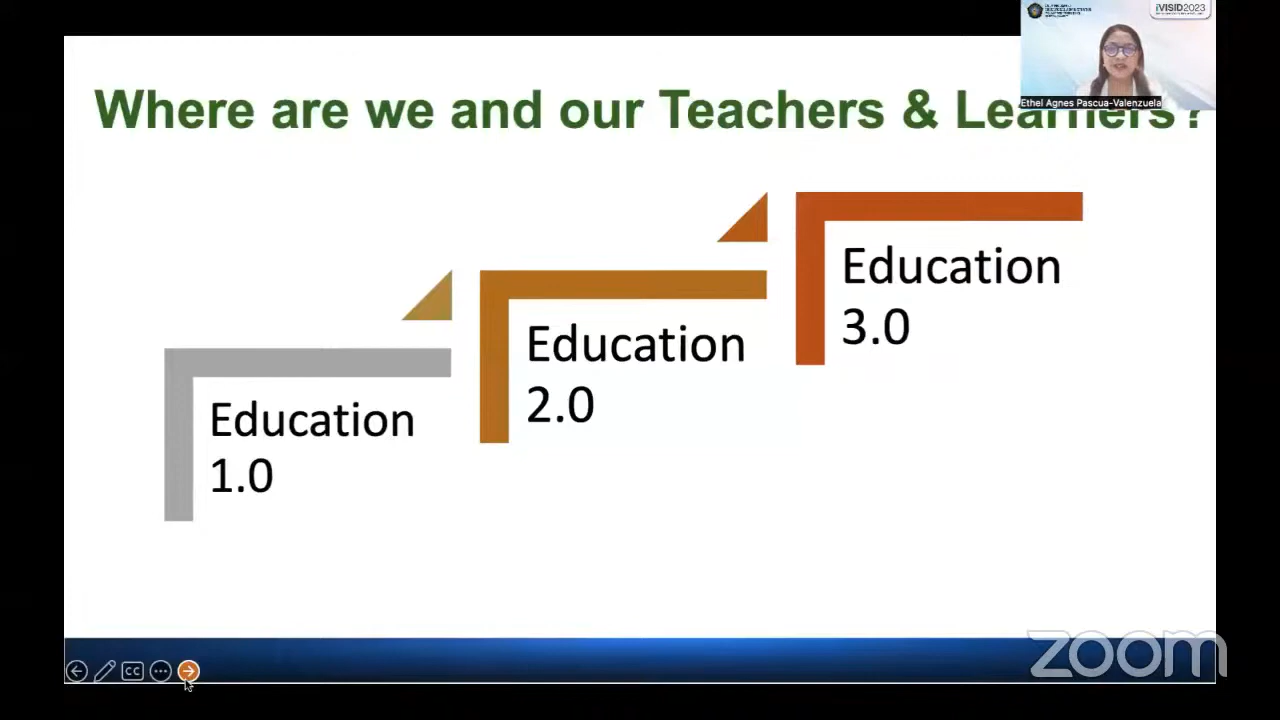 iVISID2023
Ethel Agnes Pascua-Valenzuela
Where are we and our Teachers & Learners?
Education
3.0
Education
2.0
Education
1.0
CC
zoom